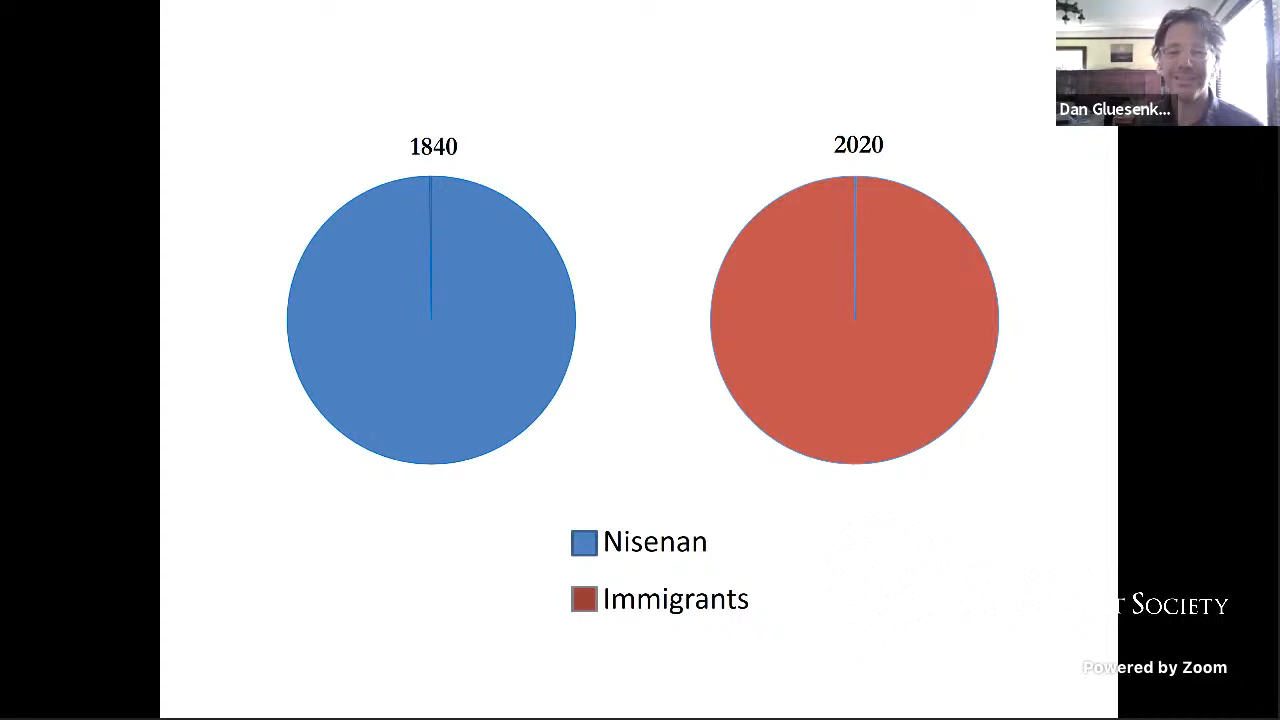 Dan Gluesenk...
1840
2020
Nisenan
Immigrants
T SOCIETY
Powered by Zoom